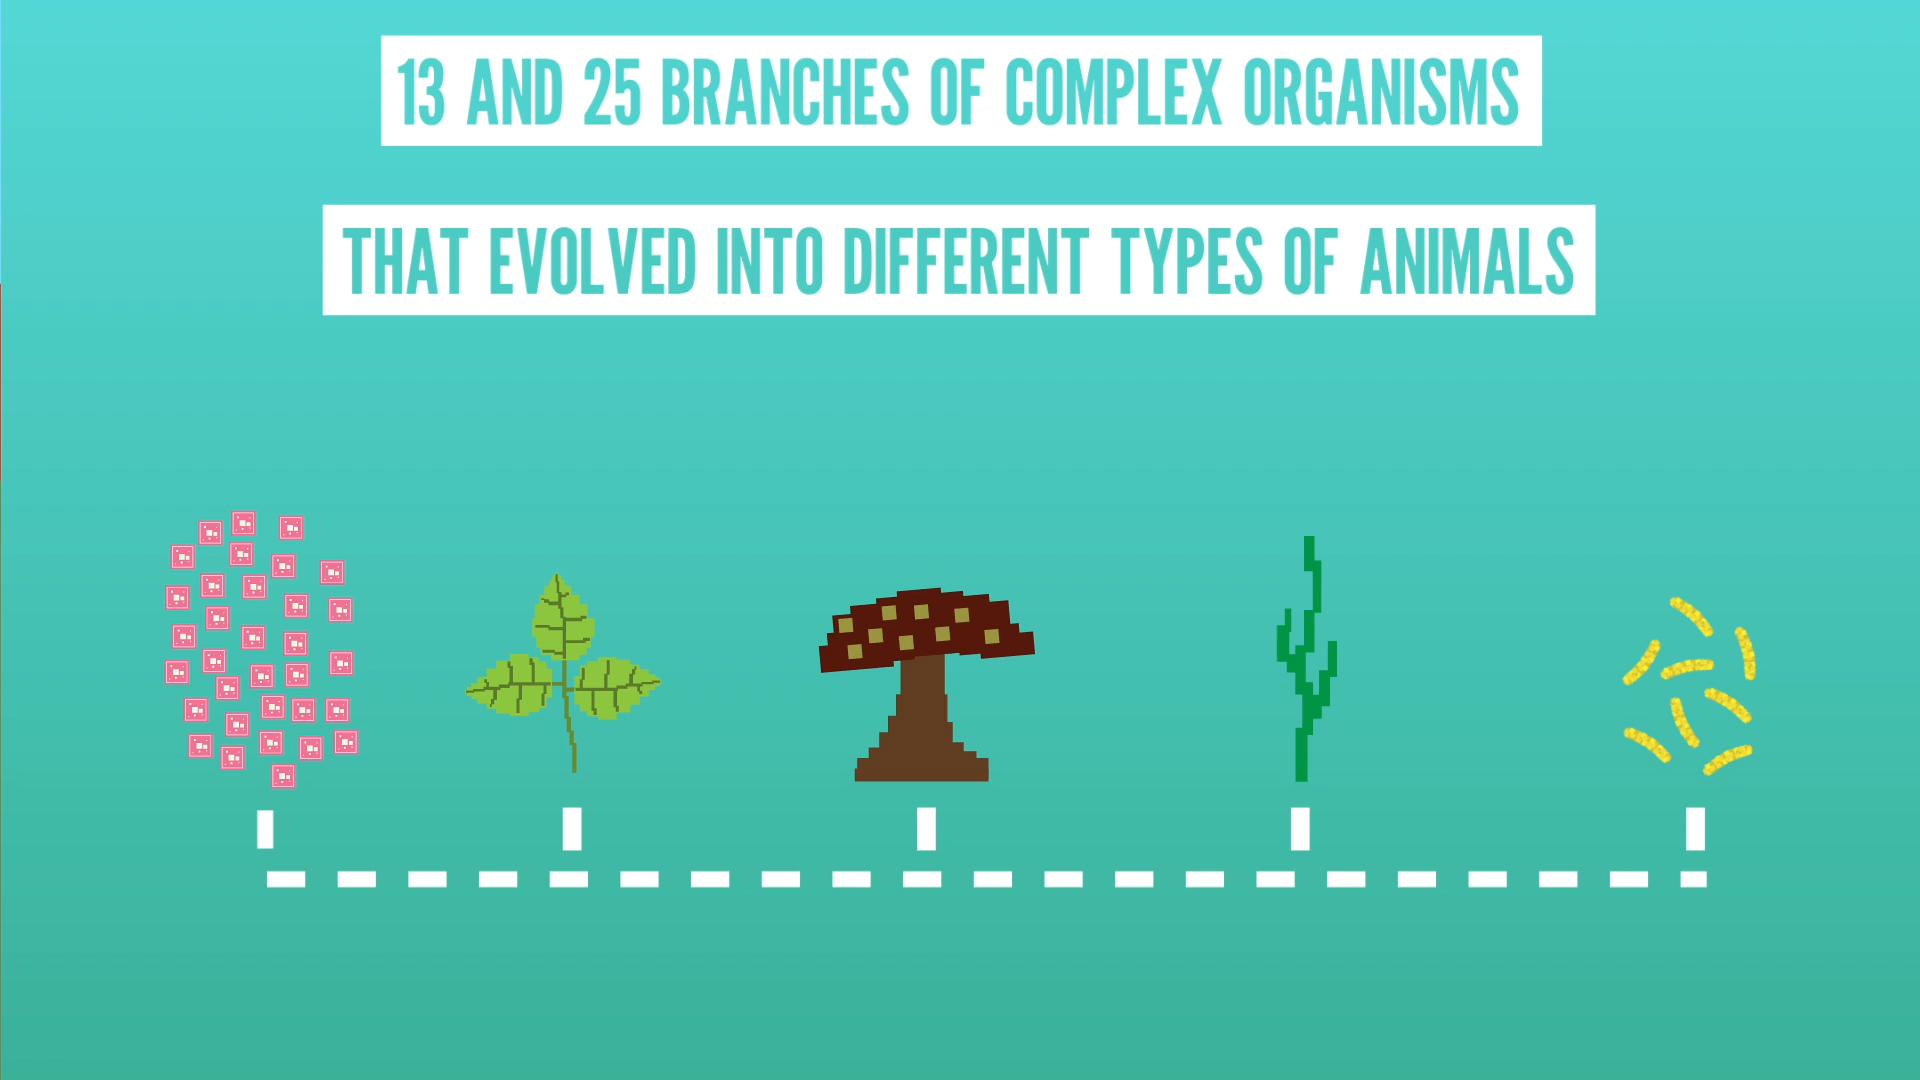 13 AND 25 BRANCHES OF COMPLEX ORGANISMS
THAT EVOLVED INTO DIFFERENT TYPES OF ANIMALS